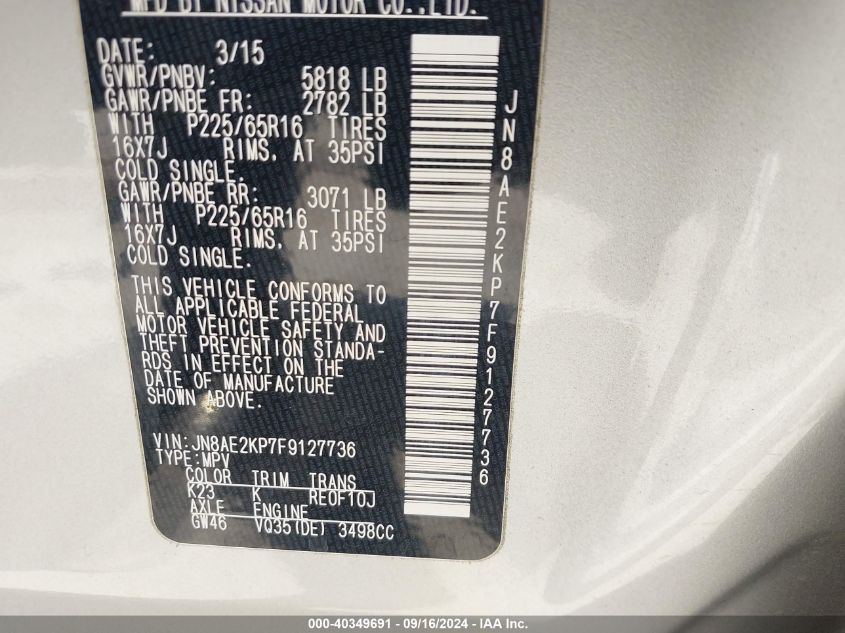 MFD BY NISSAN MOTOR CO.,LTD.
DATE: 3/15
GVWR/PNBV: 5818 LB
GAWR/PNBE FR: 2782 LB
WITH P225/65R16 TIRES
16X7J RIMS, AT 35PSI
COLD SINGLE.
GAWR/PNBE RR: 3071 LB
WITH P225/65R16 TIRES
16X7J RIMS, AT 35PSI
COLD SINGLE.
THIS VEHICLE CONFORMS TO
ALL APPLICABLE FEDERAL
MOTOR VEHICLE SAFETY AND
THEFT PREVENTION STANDA-
RDS IN EFFECT ON THE
DATE OF MANUFACTURE
SHOWN ABOVE.
VIN:JN8AE2KP7F9127736
TYPE:MPV
COLOR TRIM TRANS
K23 K RE0F10J
AXLE ENGINE
GW46 VQ35(DE) 3498CC
JN8AE2KP7F9127736
000-40349691 - 09/16/2024 - IAA Inc.